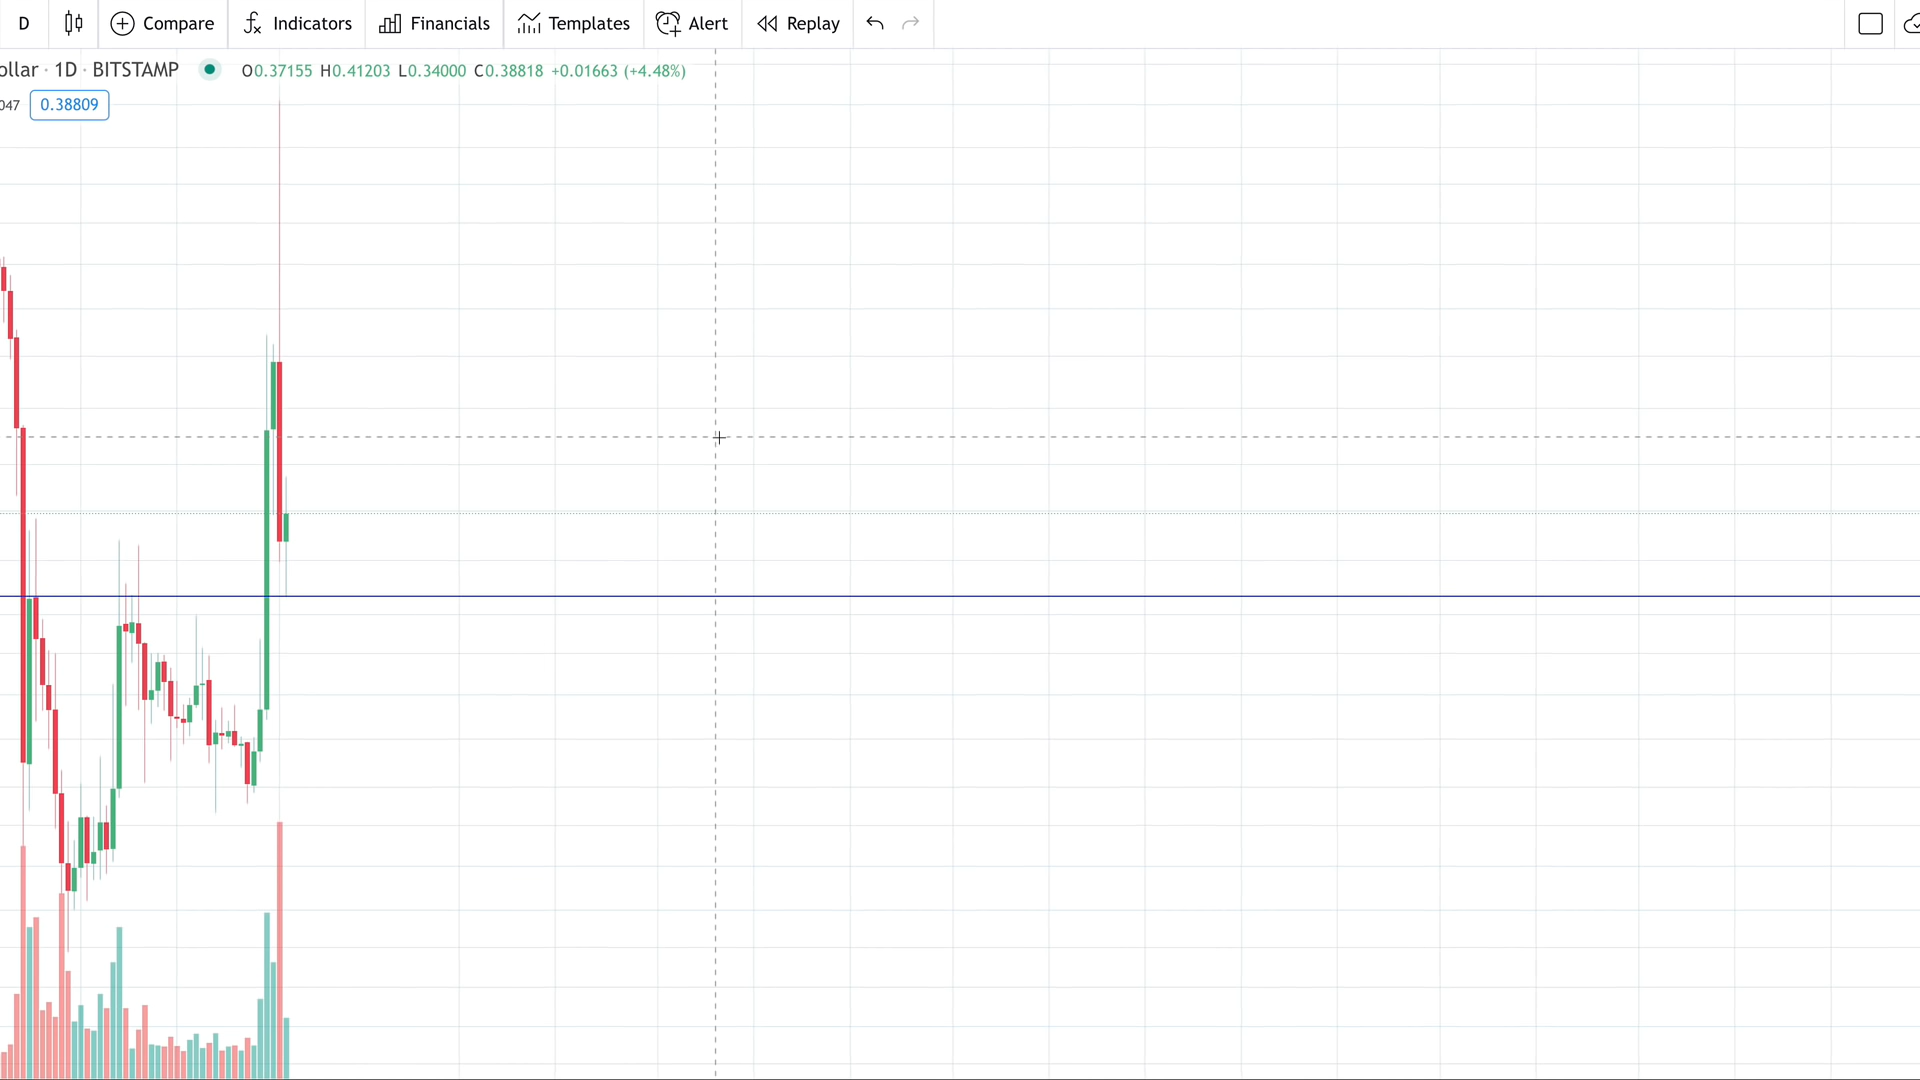 D Compare Indicators Financials Templates Alert Replay
ollar · 1D · BITSTAMP O0.37155 H0.41203 L0.34000 C0.38818 +0.01663 (+4.48%)
047 0.38809